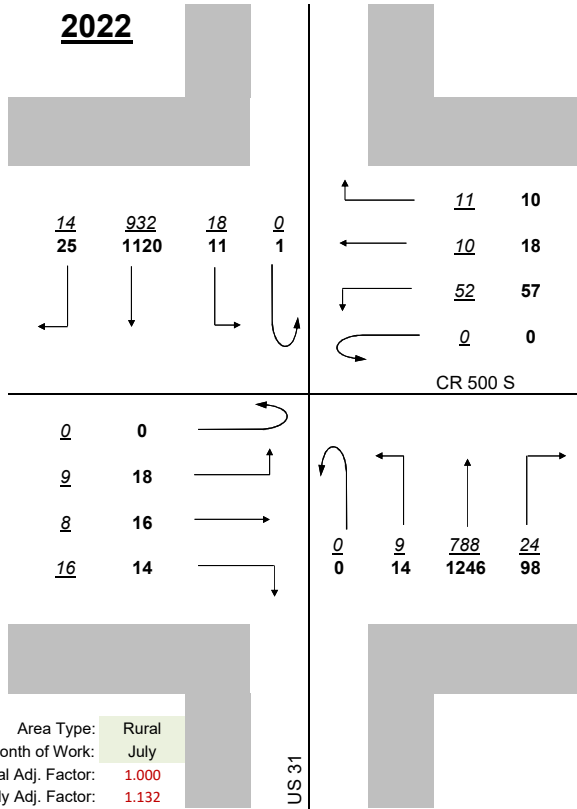 2022
14 932 18 0
25 1120 11 1
11 10
10 18
52 57
0 0
CR 500 S
0 0
9 18
8 16
16 14
0 9 788 24
0 14 1246 98
Area Type: Rural
onth of Work: July
al Adj. Factor: 1.000
ly Adj. Factor: 1.132
US 31